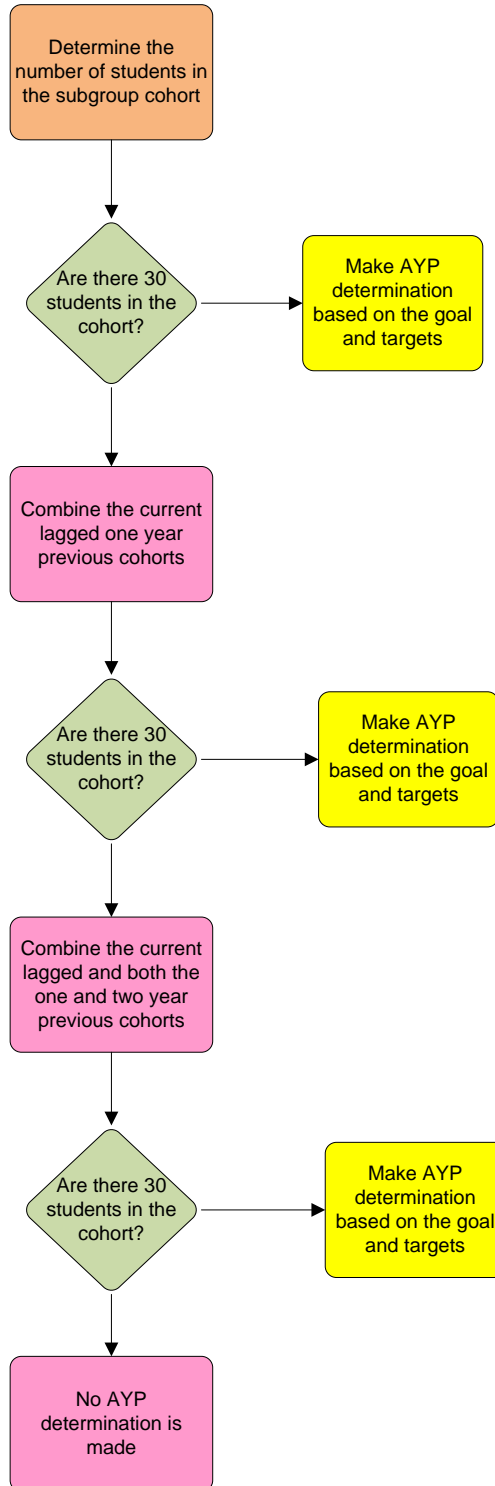 Determine the
number of students in
the subgroup cohort
Are there 30
students in the
cohort?
Make AYP
determination
based on the goal
and targets
Combine the current
lagged one year
previous cohorts
Are there 30
students in the
cohort?
Make AYP
determination
based on the goal
and targets
Combine the current
lagged and both the
one and two year
previous cohorts
Are there 30
students in the
cohort?
Make AYP
determination
based on the goal
and targets
No AYP
determination is
made